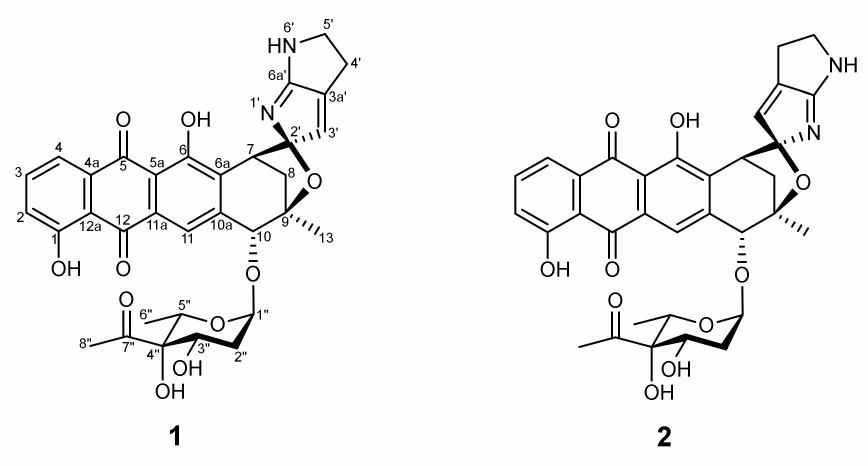 6' 5'
HN
6a' 4'
1' 3a'
N
O OH 2' 3'
4 4a 5 5a 6 6a 7 8 O
3
2 12a 12 11a 11 10a 9
1 10 13
OH O
O
O 6" 5" O 1"
8" 7" 4" 3" 2"
OH
OH
1
NH
N
O OH
O
OH O
O
O O
OH
OH
2